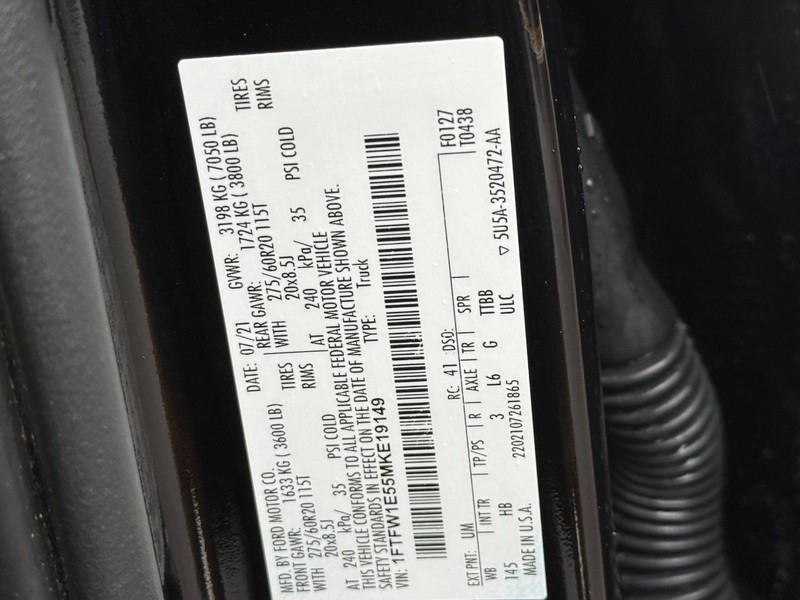 MFD. BY FORD MOTOR CO. DATE: 07/21 GVWR: 3198 KG ( 7050 LB)
FRONT GAWR: 1633 KG ( 3600 LB) REAR GAWR: 1724 KG ( 3800 LB)
WITH 275/60R20 115T TIRES WITH 275/60R20 115T TIRES
20x8.5J RIMS 20x8.5J RIMS
AT 240 kPa/ 35 PSI COLD AT 240 kPa/ 35 PSI COLD
THIS VEHICLE CONFORMS TO ALL APPLICABLE FEDERAL MOTOR VEHICLE
SAFETY STANDARDS IN EFFECT ON THE DATE OF MANUFACTURE SHOWN ABOVE.
VIN: 1FTFW1E55MKE19149 TYPE: Truck
F0127
T0438
EXT PNT: UM RC: 41 DSO:
WB INT TR TP/PS R AXLE TR SPR
145 HB 3 L6 G TTBB
2202107261865 ULC
MADE IN U.S.A. ▽ 5U5A-3520472-AA